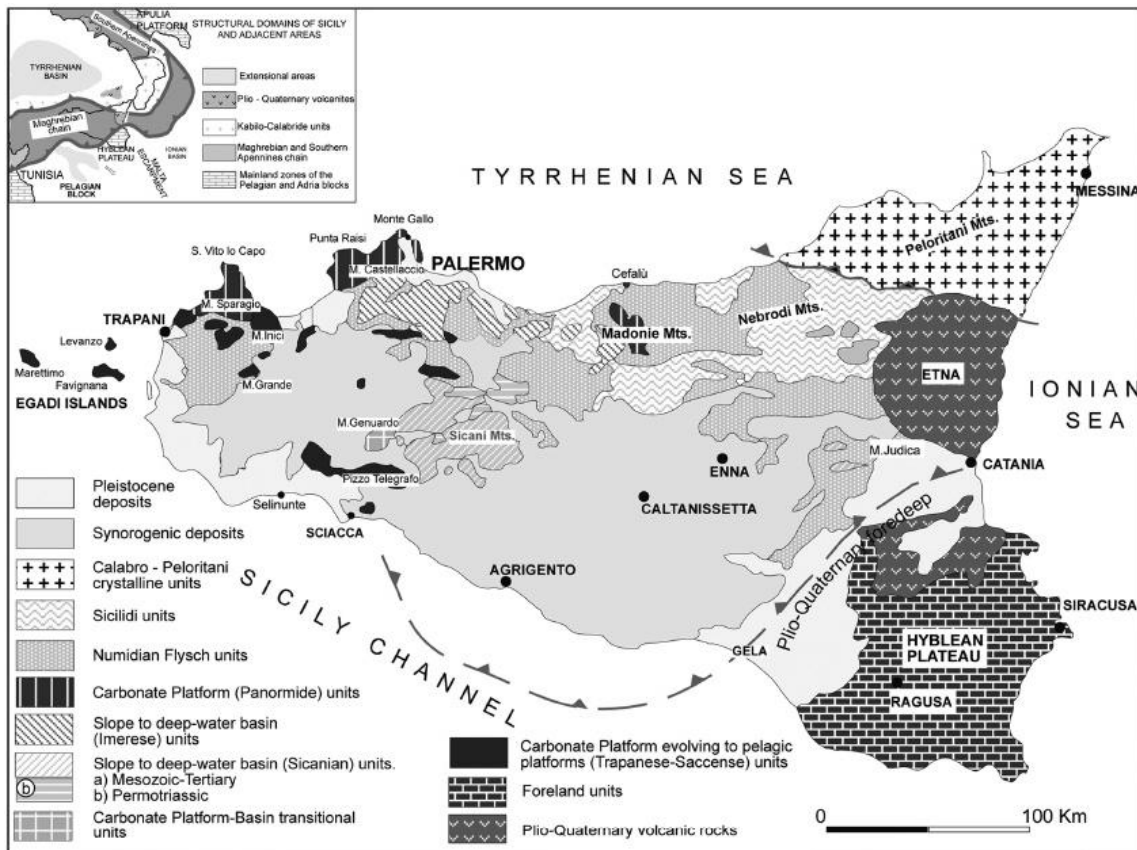 APULIA
PLATFORM
Southern Apennines
TYRRHENIAN
BASIN
Maghrebian
chain
HYBLEAN
PLATEAU
IONIAN
BASIN
MALTA
ESCARPMENT
TUNISIA
PELAGIAN
BLOCK
STRUCTURAL DOMAINS OF SICILY
AND ADJACENT AREAS
Extensional areas
Plio - Quaternary volcanites
Kabilo-Calabride units
Maghrebian and Southern
Apennines chain
Mainland zones of the
Pelagian and Adria blocks
TYRRHENIAN SEA
MESSINA
Peloritani Mts.
Monte Gallo
Punta Raisi
S. Vito lo Capo
PALERMO
M. Castellaccio
Cefalù
M. Sparagio
Nebrodi Mts.
TRAPANI
M.Inici
Madonie Mts.
Levanzo
Marettimo
Favignana
M.Grande
ETNA
EGADI ISLANDS
IONIAN
SEA
M.Genuardo
Sicani Mts.
M.Judica
ENNA
CATANIA
Pizzo Telegrafo
Selinunte
CALTANISSETTA
SCIACCA
Plio-Quaternary foredeep
AGRIGENTO
SIRACUSA
SICILY CHANNEL
GELA
HYBLEAN
PLATEAU
RAGUSA
Pleistocene
deposits
Synorogenic deposits
Calabro - Peloritani
crystalline units
Sicilidi units
Numidian Flysch units
Carbonate Platform (Panormide) units
Slope to deep-water basin
(Imerese) units
Slope to deep-water basin (Sicanian) units.
b
a) Mesozoic-Tertiary
b) Permotriassic
Carbonate Platform-Basin transitional
units
Carbonate Platform evolving to pelagic
platforms (Trapanese-Saccense) units
Foreland units
Plio-Quaternary volcanic rocks
0 100 Km